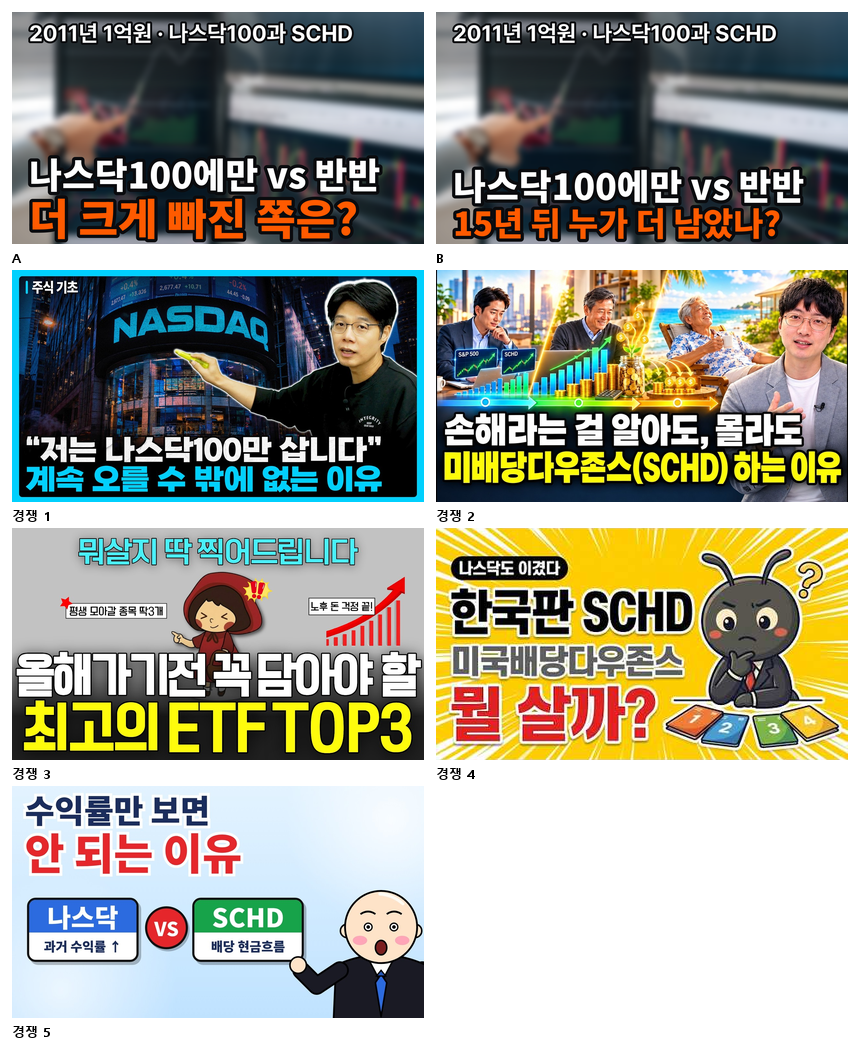 2011년 1억원 · 나스닥100과 SCHD
나스닥100에만 vs 반반
더 크게 빠진 쪽은?
A
2011년 1억원 · 나스닥100과 SCHD
나스닥100에만 vs 반반
15년 뒤 누가 더 남았나?
B
주식 기초
NASDAQ
INTEGRITY
“저는 나스닥100만 삽니다”
계속 오를 수 밖에 없는 이유
경쟁 1
S&P 500
SCHD
손해라는 걸 알아도, 몰라도
미배당다우존스(SCHD) 하는 이유
경쟁 2
뭐살지 딱 찍어드립니다
평생 모아갈 종목 딱3개
노후 돈 걱정 끝!
올해가기전 꼭 담아야 할
최고의 ETF TOP3
경쟁 3
나스닥도 이겼다
한국판 SCHD
미국배당다우존스
뭘 살까?
1 2 3 4
경쟁 4
수익률만 보면
안 되는 이유
나스닥
과거 수익률 ↑
VS
SCHD
배당 현금흐름
경쟁 5